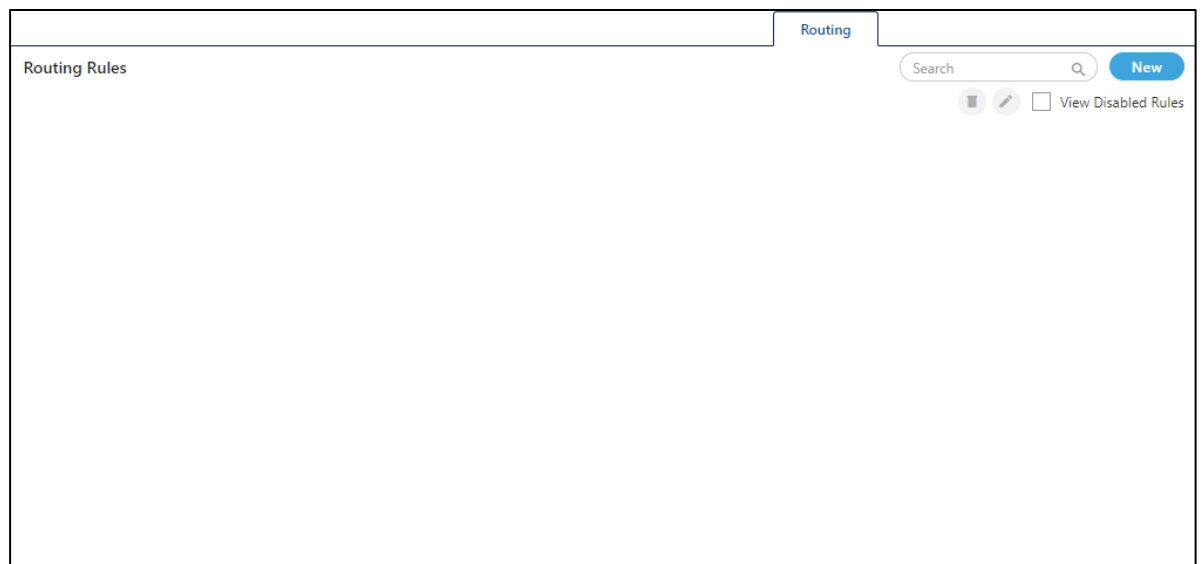 Routing
Routing Rules
Search
New
View Disabled Rules